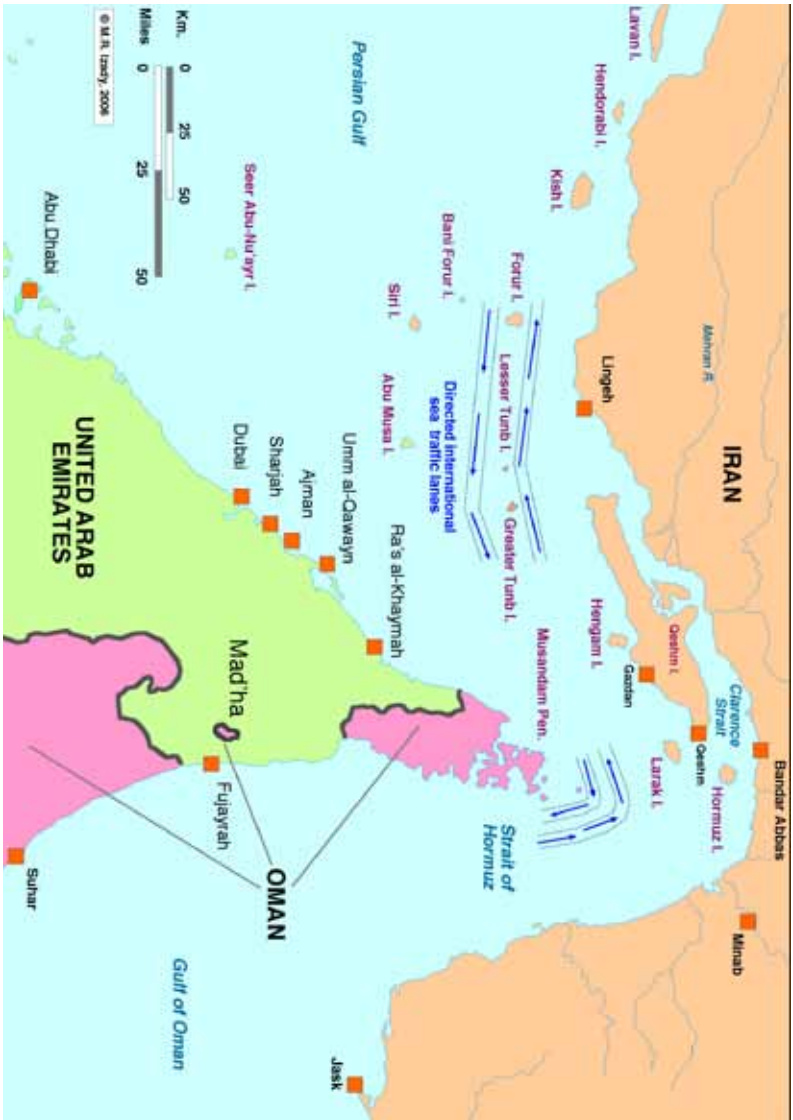 Bandar Abbas
IRAN
Minab
Clarence
Strait
Hormuz I.
Mehran R.
Qeshm I.
Qeshm
Lavan I.
Larak I.
Gazdan
Lingeh
Hendorabi I.
Hengam I.
Kish I.
Musandam Pen.
Forur I.
Lesser Tunb I.
Greater Tunb I.
Strait of
Hormuz
Bani Forur I.
Directed international
sea traffic lanes
Siri I.
Abu Musa I.
Ra's al-Khaymah
Persian Gulf
Umm al-Qawayn
Jask
Ajman
Sharjah
OMAN
Seer Abu-Nu'ayr I.
Dubai
Mad'ha
Fujayrah
Km. 0 25 50
Gulf of Oman
Miles 0 25 50
© M.R. Izady, 2006
UNITED ARAB
EMIRATES
Abu Dhabi
Suhar